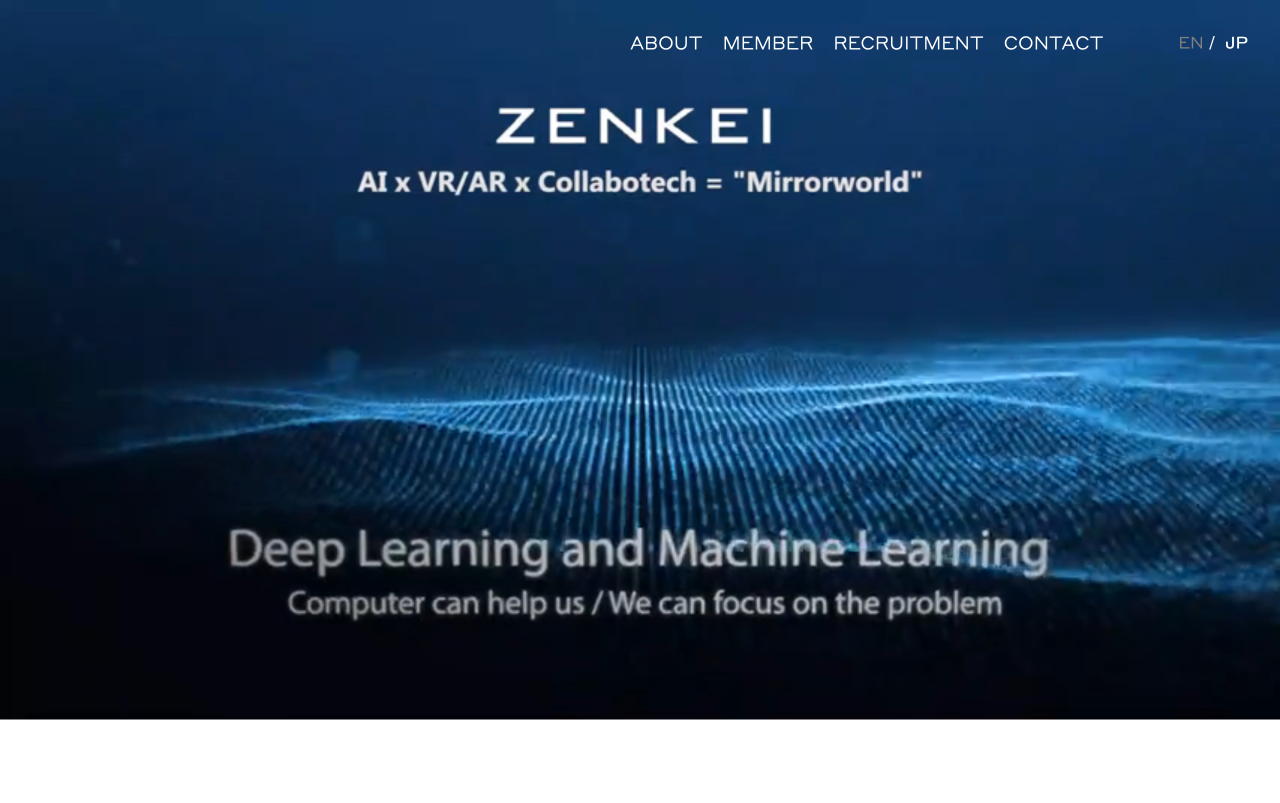 ABOUT MEMBER RECRUITMENT CONTACT EN / JP
ZENKEI
AI x VR/AR x Collabotech = "Mirrorworld"
Deep Learning and Machine Learning
Computer can help us / We can focus on the problem